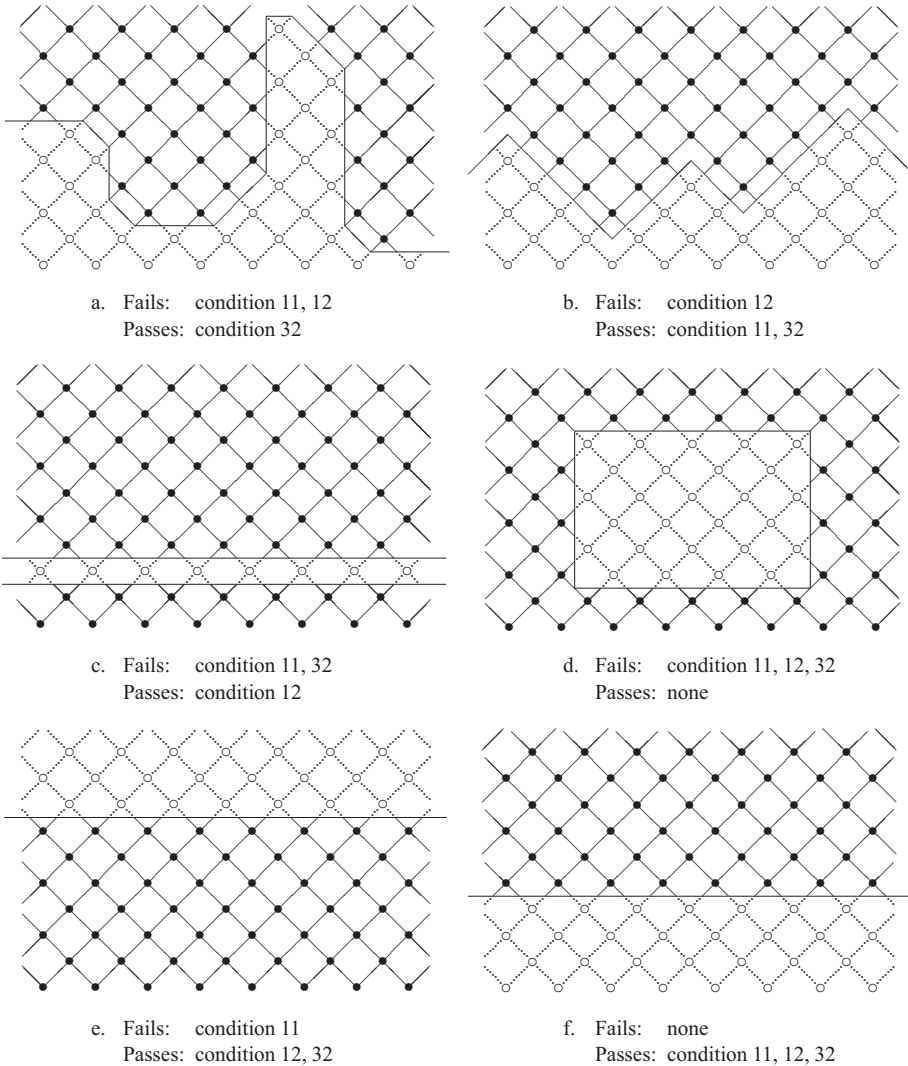 a. Fails: condition 11, 12
Passes: condition 32
b. Fails: condition 12
Passes: condition 11, 32
c. Fails: condition 11, 32
Passes: condition 12
d. Fails: condition 11, 12, 32
Passes: none
e. Fails: condition 11
Passes: condition 12, 32
f. Fails: none
Passes: condition 11, 12, 32